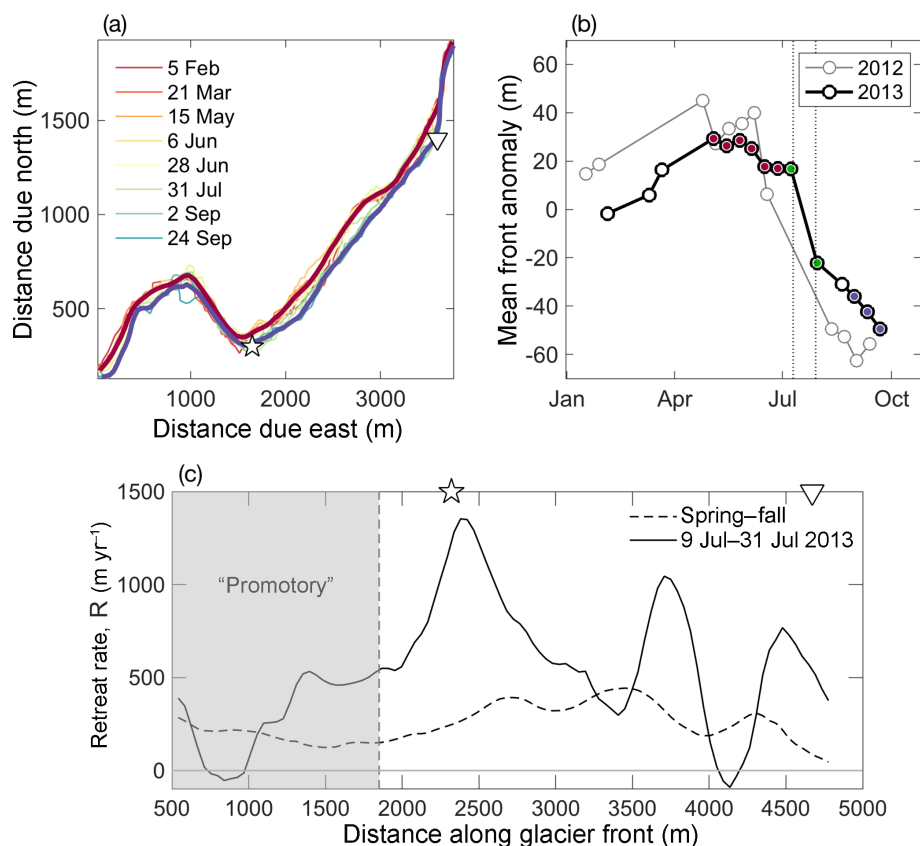 (a)
Distance due north (m)
1500
1000
500
5 Feb
21 Mar
15 May
6 Jun
28 Jun
31 Jul
2 Sep
24 Sep
1000 2000 3000
Distance due east (m)
(b)
Mean front anomaly (m)
60
40
20
0
-20
-40
-60
2012
2013
Jan Apr Jul Oct
(c)
Retreat rate, R (m yr⁻¹)
1500
1000
500
0
“Promotory”
Spring–fall
9 Jul–31 Jul 2013
500 1000 1500 2000 2500 3000 3500 4000 4500 5000
Distance along glacier front (m)